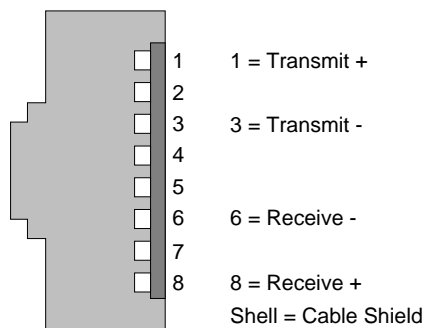 1 1 = Transmit +
2
3 3 = Transmit -
4
5
6 6 = Receive -
7
8 8 = Receive +
Shell = Cable Shield